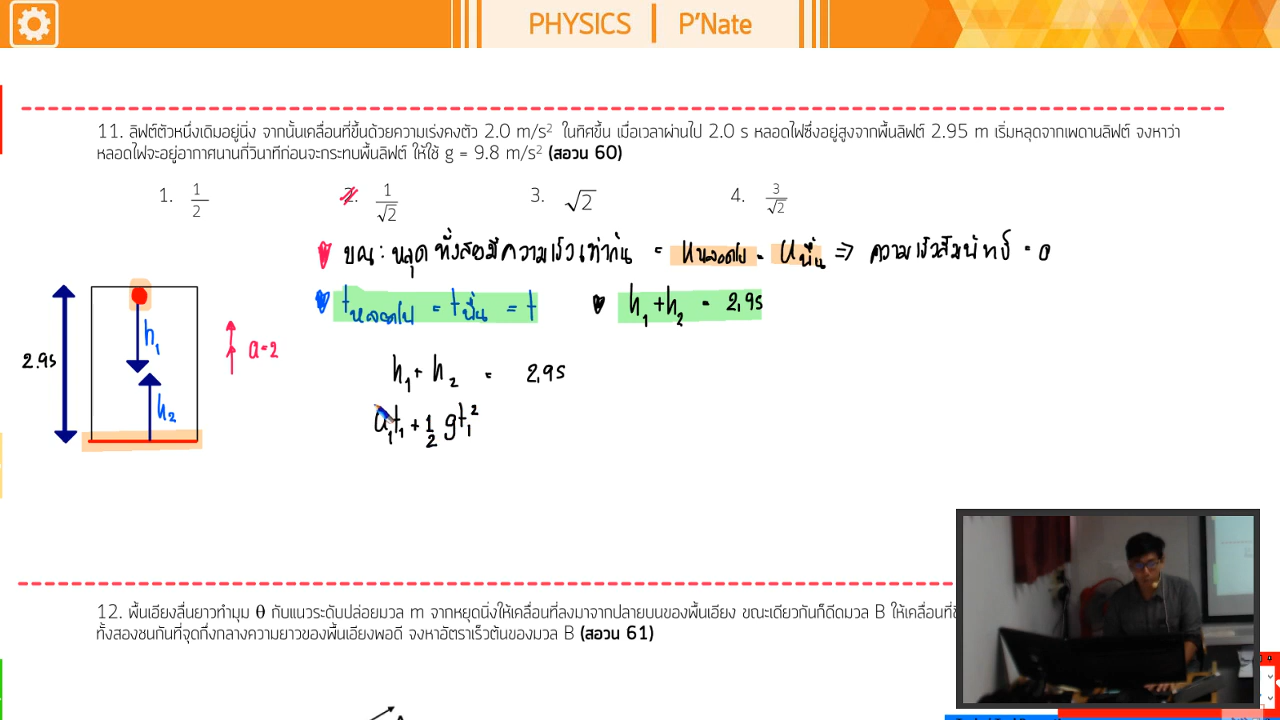 PHYSICS | P'Nate
11. ลิฟต์ตัวหนึ่งเดิมอยู่นิ่ง จากนั้นเคลื่อนที่ขึ้นด้วยความเร่งคงตัว 2.0 m/s² ในทิศขึ้น เมื่อเวลาผ่านไป 2.0 s หลอดไฟซึ่งอยู่สูงจากพื้นลิฟต์ 2.95 m เริ่มหลุดจากเพดานลิฟต์ จงหาว่า
หลอดไฟจะอยู่อากาศนานกี่วินาทีก่อนจะกระทบพื้นลิฟต์ ให้ใช้ g = 9.8 m/s² (สอวน 60)
1. 1/2 2. 1/√2 3. √2 4. 3/√2
ขณะหลุด ทั้งสองมีความเร็วเท่ากัน = uหลอดไฟ - uพื้น ⇒ ความเร็วสัมพัทธ์ = 0
tหลอดไฟ = tพื้น = t h₁ + h₂ = 2.95
h₁
a=2
2.95
h₁ + h₂ = 2.95
h₂
t₁ + 1/2 gt₁²
12. พื้นเอียงลื่นยาวทำมุม θ กับแนวระดับปล่อยมวล m จากหยุดนิ่งให้เคลื่อนที่ลงมาจากปลายบนของพื้นเอียง ขณะเดียวกันก็ดีดมวล B ให้เคลื่อนที่
ทั้งสองชนกันที่จุดกึ่งกลางความยาวของพื้นเอียงพอดี จงหาอัตราเร็วต้นของมวล B (สอวน 61)